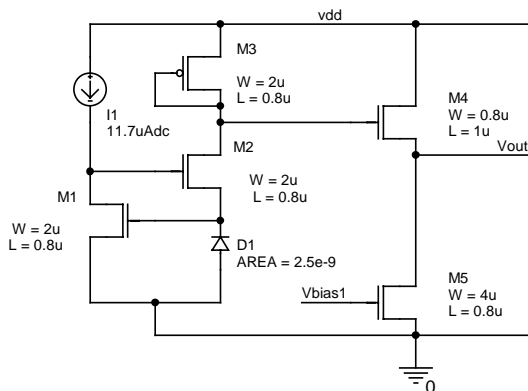 vdd
M3
W = 2u
L = 0.8u
I1
11.7uAdc
M4
W = 0.8u
L = 1u
Vout
M2
W = 2u
L = 0.8u
M1
W = 2u
L = 0.8u
D1
AREA = 2.5e-9
Vbias1
M5
W = 4u
L = 0.8u
0